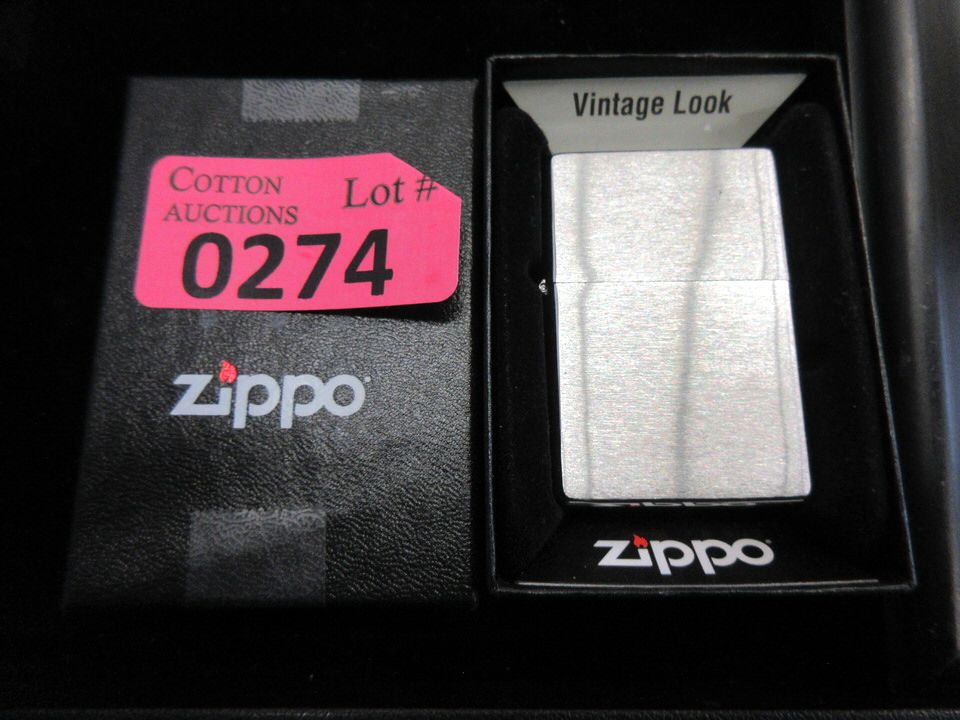 COTTON
AUCTIONS
Lot #
0274
zippo
Vintage Look
zippo